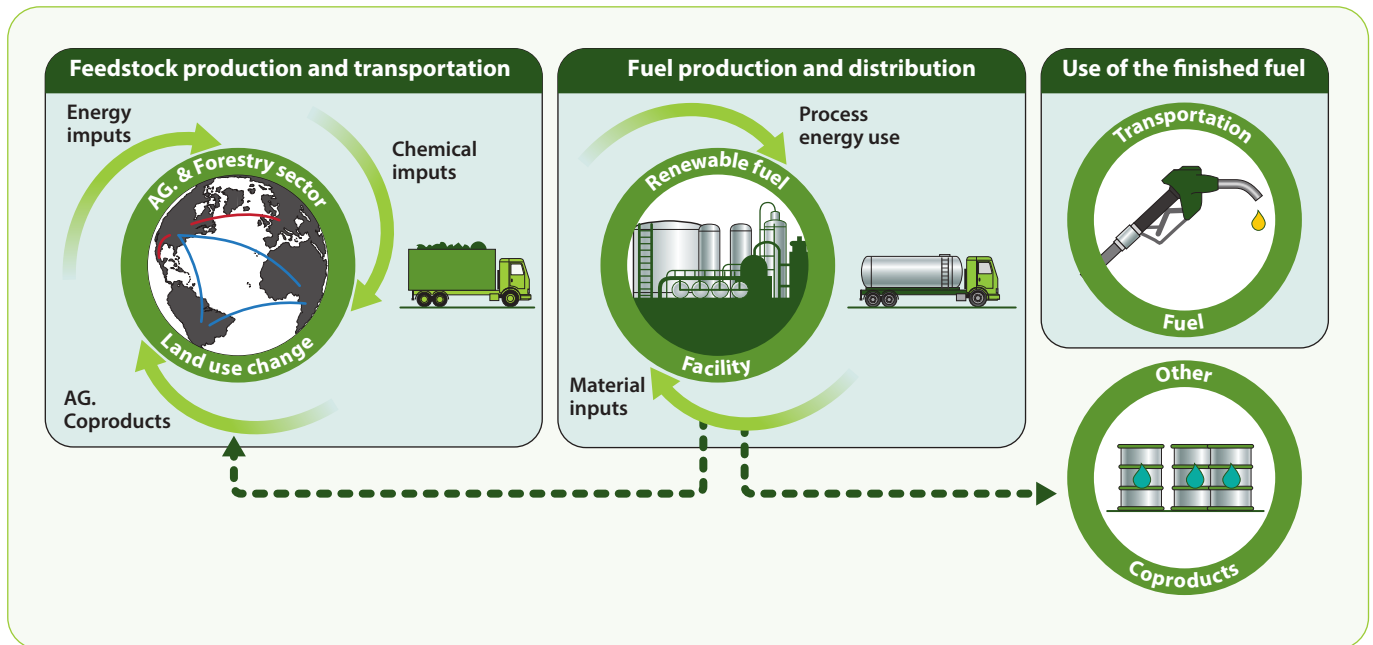 Feedstock production and transportation
Energy
imputs
Chemical
imputs
AG. & Forestry sector
Land use change
AG.
Coproducts
Fuel production and distribution
Process
energy use
Renewable fuel
Facility
Material
inputs
Use of the finished fuel
Transportation
Fuel
Other
Coproducts